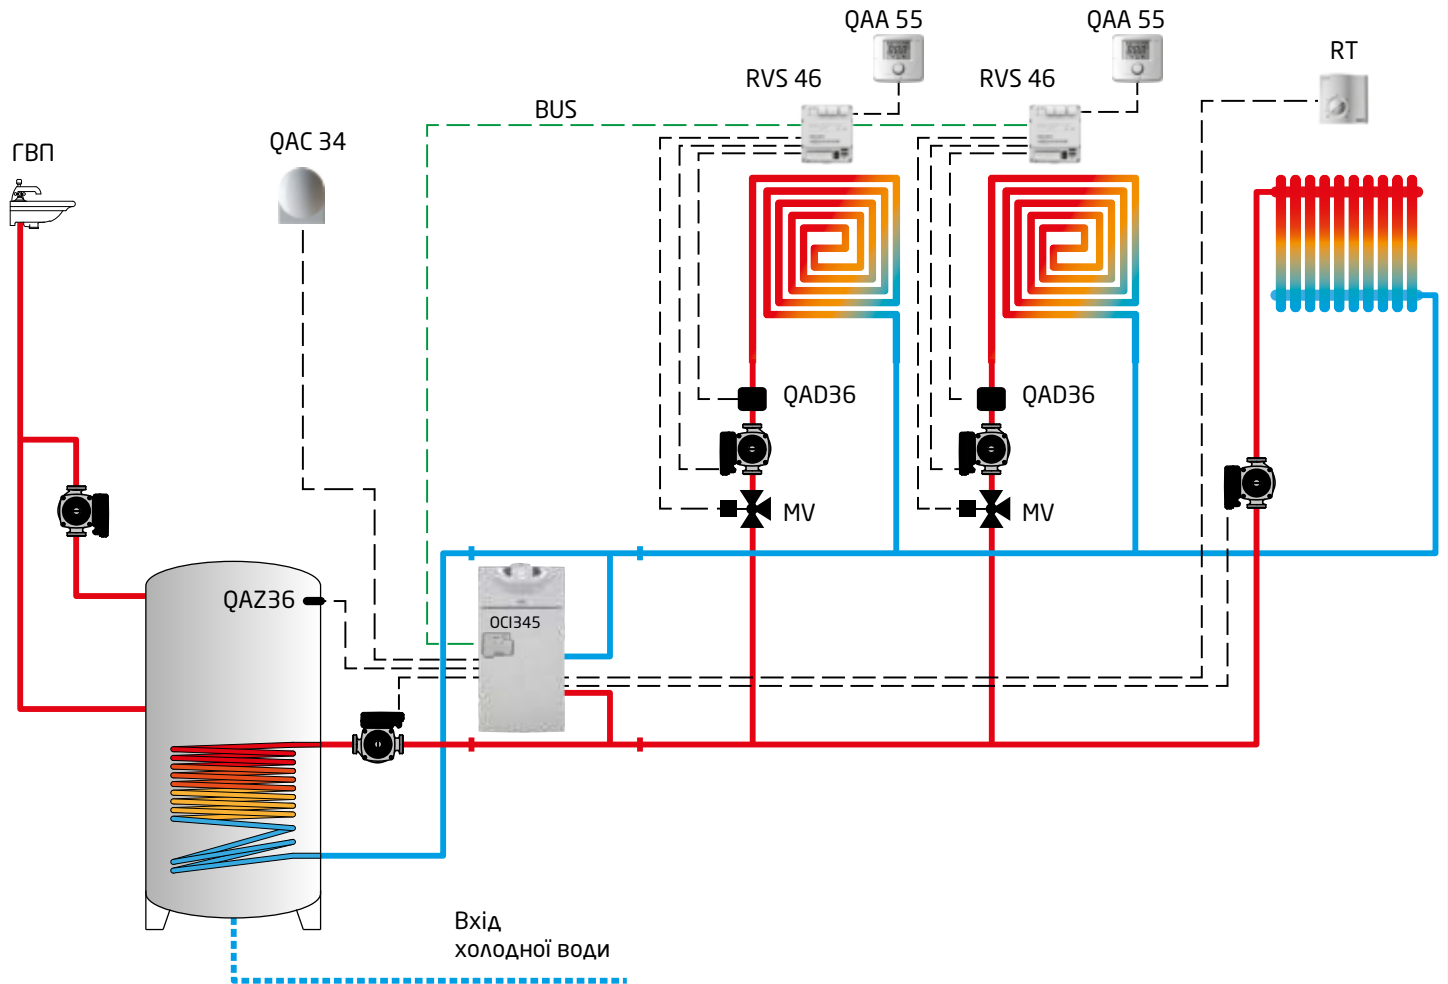 QAA 55
QAA 55
RT
RVS 46
RVS 46
BUS
ГВП
QAC 34
QAD36
QAD36
MV
MV
QAZ36
OCI345
Вхід
холодної води